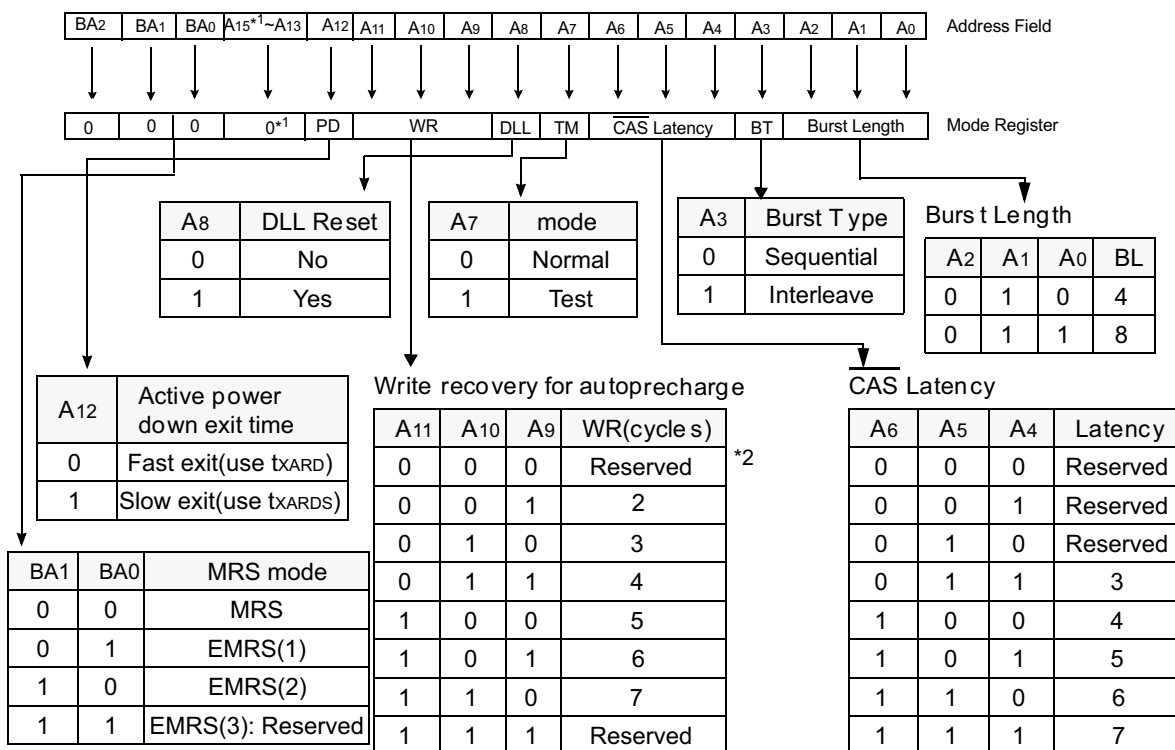 BA2 BA1 BA0 A15*1~A13 A12 A11 A10 A9 A8 A7 A6 A5 A4 A3 A2 A1 A0 Address Field
0 0 0 0*1 PD WR DLL TM CAS Latency BT Burst Length Mode Register
A8 DLL Reset
0 No
1 Yes
A7 mode
0 Normal
1 Test
A3 Burst Type
0 Sequential
1 Interleave
Burst Length
A2 A1 A0 BL
0 1 0 4
0 1 1 8
A12 Active power
down exit time
0 Fast exit(use tXARD)
1 Slow exit(use tXARDS)
BA1 BA0 MRS mode
0 0 MRS
0 1 EMRS(1)
1 0 EMRS(2)
1 1 EMRS(3): Reserved
Write recovery for autoprecharge
A11 A10 A9 WR(cycles)
0 0 0 Reserved *2
0 0 1 2
0 1 0 3
0 1 1 4
1 0 0 5
1 0 1 6
1 1 0 7
1 1 1 Reserved
CAS Latency
A6 A5 A4 Latency
0 0 0 Reserved
0 0 1 Reserved
0 1 0 Reserved
0 1 1 3
1 0 0 4
1 0 1 5
1 1 0 6
1 1 1 7